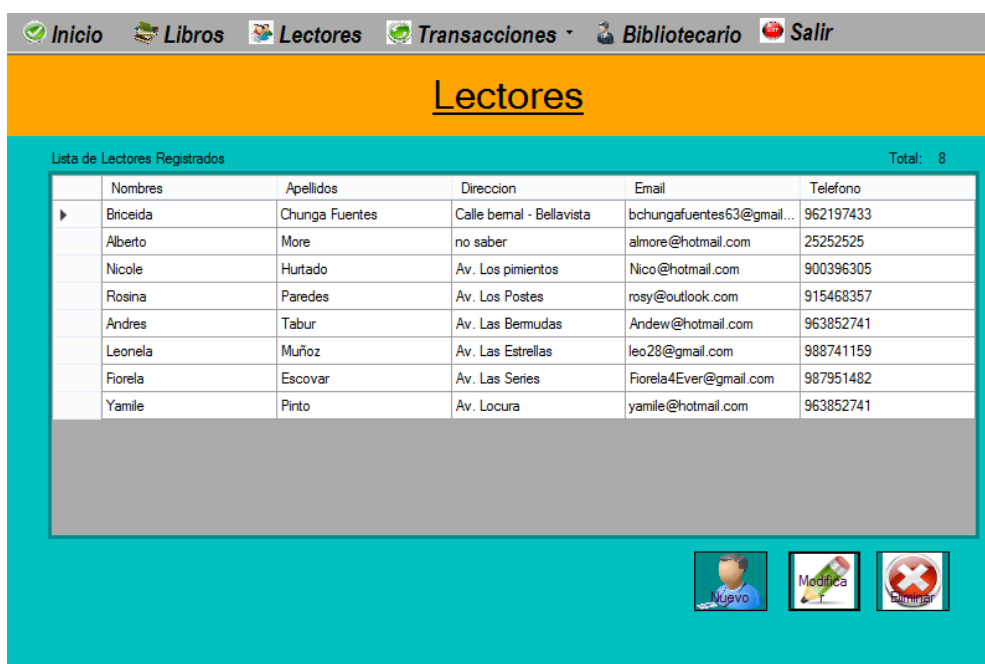 Inicio Libros Lectores Transacciones Bibliotecario Salir
Lectores
Lista de Lectores Registrados Total: 8
Nombres Apellidos Direccion Email Telefono
Briceida Chunga Fuentes Calle bernal - Bellavista bchungafuentes63@gmail... 962197433
Alberto More no saber almore@hotmail.com 25252525
Nicole Hurtado Av. Los pimientos Nico@hotmail.com 900396305
Rosina Paredes Av. Los Postes rosy@outlook.com 915468357
Andres Tabur Av. Las Bermudas Andew@hotmail.com 963852741
Leonela Muñoz Av. Las Estrellas leo28@gmail.com 988741159
Fiorela Escovar Av. Las Series Fiorela4Ever@gmail.com 987951482
Yamile Pinto Av. Locura yamile@hotmail.com 963852741
Nuevo Modificar Eliminar